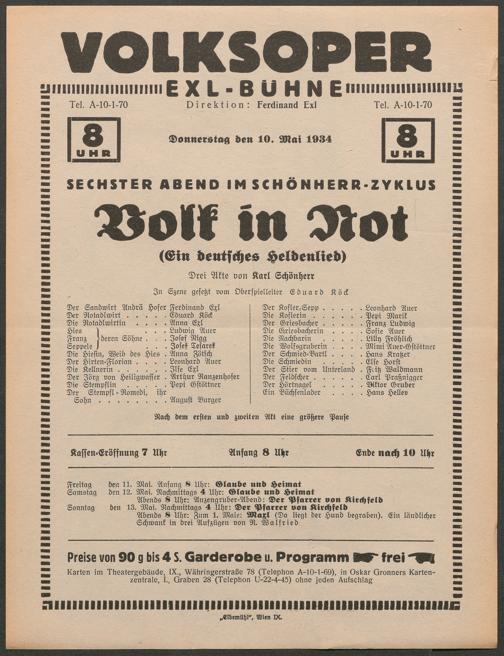 VOLKSOPER
EXL-BÜHNE
Tel. A-10-1-70 Direktion: Ferdinand Exl Tel. A-10-1-70
8 UHR Donnerstag den 10. Mai 1934 8 UHR
SECHSTER ABEND IM SCHÖNHERR-ZYKLUS
Volk in Not
(Ein deutsches Heldenlied)
Drei Akte von Karl Schönherr
In Szene gesetzt vom Oberspielleiter Eduard Köck
Der Sandwirt Andrä Hofer Ferdinand Exl
Der Rotadlwirt . . . . . Eduard Köck
Die Rotadlwirtin . . . . Anna Exl
Hies . . . Ludwig Auer
Franz } deren Söhne . . Josef Nigg
Seppele . . . Josef Telarek
Die Hiesin, Weib des Hies . Anna Fötsch
Der Hirten-Florian . . . Leonhard Auer
Die Kellnerin . . . . . Ilse Exl
Der Jörg von Heiligwasser . Arthur Ranzenhofer
Die Stempflin . . . . . Pepi Gstöttner
Der Stempfl-Romedi, ihr
Sohn . . . . . . . . August Burger
Der Kofler-Sepp . . . . . Leonhard Auer
Die Koflerin . . . . . . Pepi Marek
Der Griesbacher . . . . . Franz Ludwig
Die Griesbacherin . . . . Sofie Auer
Die Nachbarin . . . . . Lilly Fröhlich
Die Wolfsgruberin . . . . Mimi Auer-Gstöttner
Der Schmied-Bartl . . . . Hans Kratzer
Die Schmiedin . . . . . Else Horst
Der Stier vom Unterland . Fritz Waldmann
Der Feldscher . . . . . Carl Praznigger
Der Hörtnagel . . . . . Viktor Gruber
Ein Büchsenlader . . . . Hans Heller
Nach dem ersten und zweiten Akt eine größere Pause
Kassen-Eröffnung 7 Uhr Anfang 8 Uhr Ende nach 10 Uhr
Freitag den 11. Mai. Anfang 8 Uhr: Glaube und Heimat
Samstag den 12. Mai. Nachmittags 4 Uhr: Glaube und Heimat
Abends 8 Uhr: Anzengruber-Abend: Der Pfarrer von Kirchfeld
Sonntag den 13. Mai. Nachmittags 4 Uhr: Der Pfarrer von Kirchfeld
Abends 8 Uhr: Zum 1. Male: Maxl (Da liegt der Hund begraben). Ein ländlicher
Schwank in drei Aufzügen von R. Walfried
Preise von 90 g bis 4 S. Garderobe u. Programm frei
Karten im Theatergebäude, IX., Währingerstraße 78 (Telephon A-10-1-69), in Oskar Gronners Karten-
zentrale, I., Graben 28 (Telephon U-22-4-45) ohne jeden Aufschlag
„Elbemühl“, Wien IX.